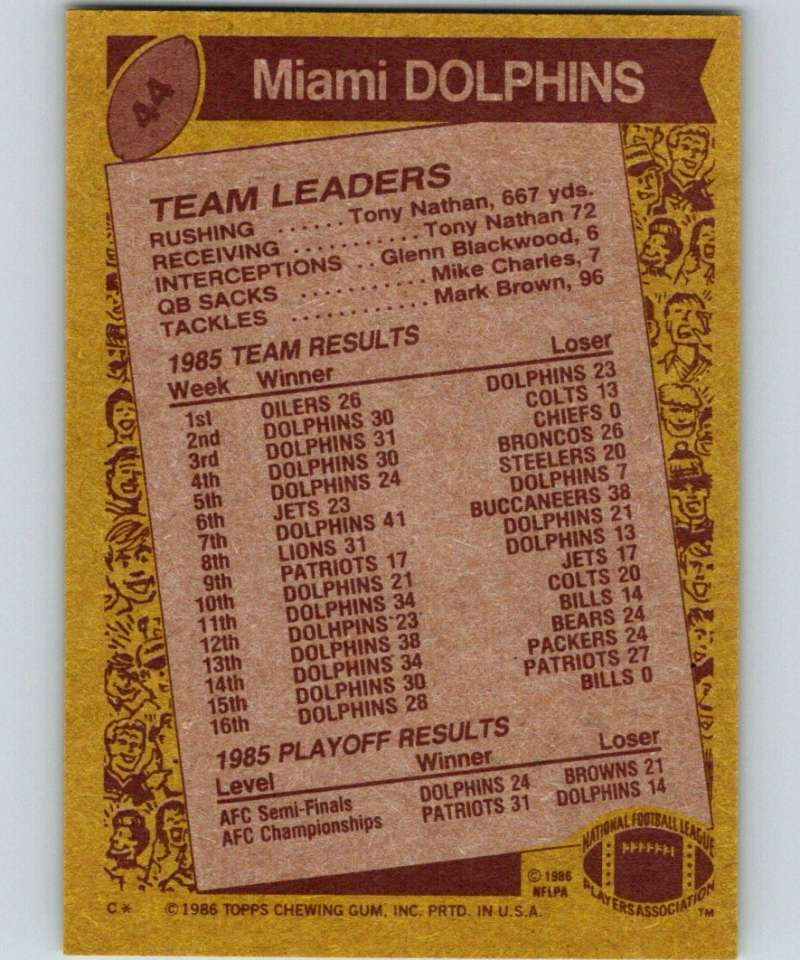 44
Miami DOLPHINS
TEAM LEADERS
RUSHING ...... Tony Nathan, 667 yds.
RECEIVING ........... Tony Nathan 72
INTERCEPTIONS .. Glenn Blackwood, 6
QB SACKS ........... Mike Charles, 7
TACKLES ............ Mark Brown, 96
1985 TEAM RESULTS
Week Winner Loser
1st OILERS 26 DOLPHINS 23
2nd DOLPHINS 30 COLTS 13
3rd DOLPHINS 31 CHIEFS 0
4th DOLPHINS 30 BRONCOS 26
5th DOLPHINS 24 STEELERS 20
6th JETS 23 DOLPHINS 7
7th DOLPHINS 41 BUCCANEERS 38
8th LIONS 31 DOLPHINS 21
9th PATRIOTS 17 DOLPHINS 13
10th DOLPHINS 21 JETS 17
11th DOLPHINS 34 COLTS 20
12th DOLHPINS 23 BILLS 14
13th DOLPHINS 38 BEARS 24
14th DOLPHINS 34 PACKERS 24
15th DOLPHINS 30 PATRIOTS 27
16th DOLPHINS 28 BILLS 0
1985 PLAYOFF RESULTS
Level Winner Loser
AFC Semi-Finals DOLPHINS 24 BROWNS 21
AFC Championships PATRIOTS 31 DOLPHINS 14
© 1986
NFLPA
NATIONAL FOOTBALL LEAGUE
PLAYERS ASSOCIATION
TM
C* © 1986 TOPPS CHEWING GUM, INC. PRTD. IN U.S.A.